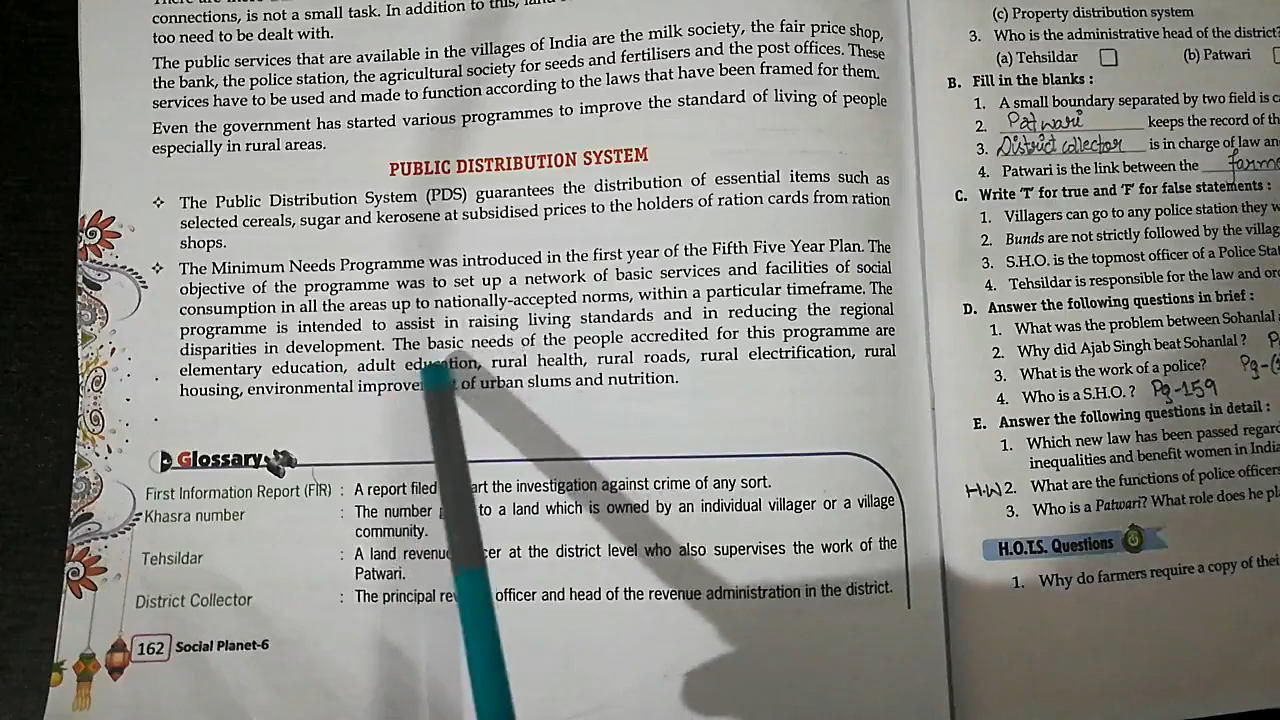 connections, is not a small task. In addition to this,
too need to be dealt with.
The public services that are available in the villages of India are the milk society, the fair price shop,
the bank, the police station, the agricultural society for seeds and fertilisers and the post offices. These
services have to be used and made to function according to the laws that have been framed for them.
Even the government has started various programmes to improve the standard of living of people
especially in rural areas.
PUBLIC DISTRIBUTION SYSTEM
❖ The Public Distribution System (PDS) guarantees the distribution of essential items such as
selected cereals, sugar and kerosene at subsidised prices to the holders of ration cards from ration
shops.
❖ The Minimum Needs Programme was introduced in the first year of the Fifth Five Year Plan. The
objective of the programme was to set up a network of basic services and facilities of social
consumption in all the areas up to nationally-accepted norms, within a particular timeframe. The
programme is intended to assist in raising living standards and in reducing the regional
disparities in development. The basic needs of the people accredited for this programme are
elementary education, adult education, rural health, rural roads, rural electrification, rural
housing, environmental of urban slums and nutrition.
Glossary
First Information Report (FIR) : A report filed the investigation against crime of any sort.
Khasra number : The number to a land which is owned by an individual villager or a village
community.
Tehsildar : A land at the district level who also supervises the work of the
Patwari.
District Collector : The principal officer and head of the revenue administration in the district.
162 Social Planet-6
(c) Property distribution system
3. Who is the administrative head of the district?
(a) Tehsildar (b) Patwari
B. Fill in the blanks :
1. A small boundary separated by two field is
2. Patwari keeps the record of
3. District collector is in charge of law
4. Patwari is the link between the
C. Write 'T' for true and 'F' for false statements :
1. Villagers can go to any police station they
2. Bunds are not strictly followed by the
3. S.H.O. is the topmost officer of a Police
4. Tehsildar is responsible for the law and
D. Answer the following questions in brief :
1. What was the problem between Sohanlal
2. Why did Ajab Singh beat Sohanlal ?
3. What is the work of a police?
4. Who is a S.H.O. ? Pg-159
E. Answer the following questions in detail :
1. Which new law has been passed
inequalities and benefit women in
H.W 2. What are the functions of police
3. Who is a Patwari? What role does he
H.O.T.S. Questions
1. Why do farmers require a copy of